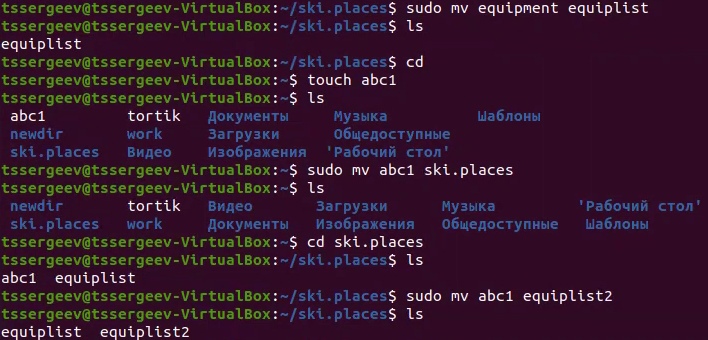 tssergeev@tssergeev-VirtualBox:~/ski.places$ sudo mv equipment equiplist
tssergeev@tssergeev-VirtualBox:~/ski.places$ ls
equiplist
tssergeev@tssergeev-VirtualBox:~/ski.places$ cd
tssergeev@tssergeev-VirtualBox:~$ touch abc1
tssergeev@tssergeev-VirtualBox:~$ ls
abc1 tortik Документы Музыка Шаблоны
newdir work Загрузки Общедоступные
ski.places Видео Изображения 'Рабочий стол'
tssergeev@tssergeev-VirtualBox:~$ sudo mv abc1 ski.places
tssergeev@tssergeev-VirtualBox:~$ ls
newdir tortik Видео Загрузки Музыка 'Рабочий стол'
ski.places work Документы Изображения Общедоступные Шаблоны
tssergeev@tssergeev-VirtualBox:~$ cd ski.places
tssergeev@tssergeev-VirtualBox:~/ski.places$ ls
abc1 equiplist
tssergeev@tssergeev-VirtualBox:~/ski.places$ sudo mv abc1 equiplist2
tssergeev@tssergeev-VirtualBox:~/ski.places$ ls
equiplist equiplist2